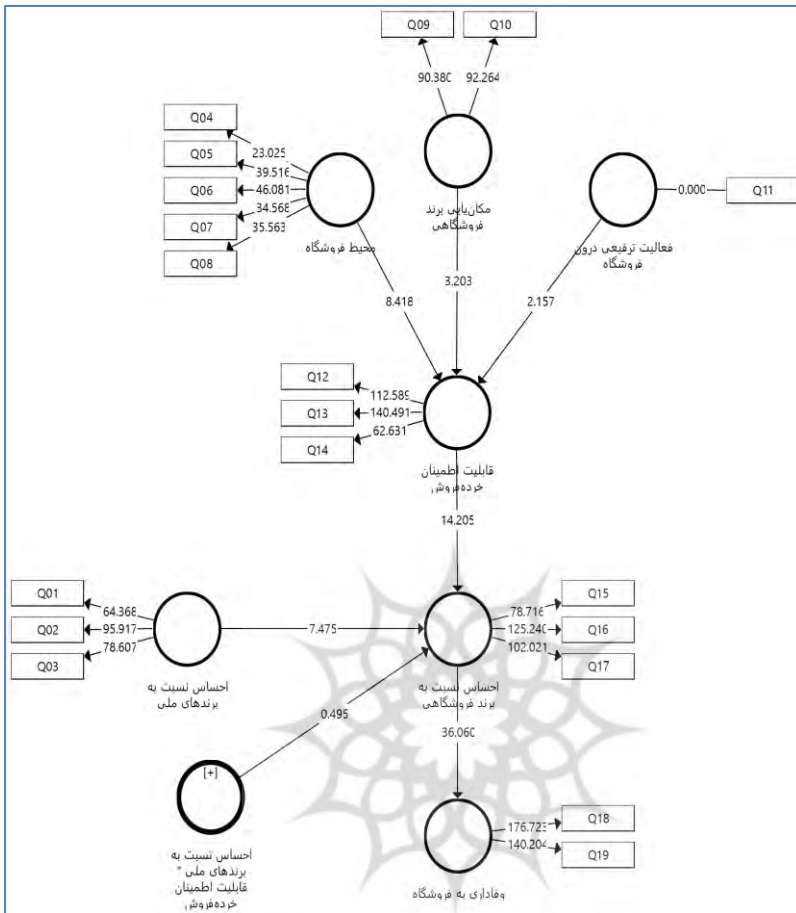 Q09
Q10
90.380
92.264
Q04
Q05
Q06
Q07
Q08
23.025
39.516
46.081
34.568
35.563
محیط فروشگاه
مکان‌یابی برند
فروشگاهی
فعالیت ترفیعی درون
فروشگاه
0.000
Q11
8.418
3.203
2.157
Q12
Q13
Q14
112.589
140.491
62.631
قابلیت اطمینان
خرده‌فروش
14.205
Q01
Q02
Q03
64.368
95.917
78.607
احساس نسبت به
برندهای ملی
7.475
احساس نسبت به
برند فروشگاهی
78.716
125.240
102.021
Q15
Q16
Q17
0.495
36.060
[+]
احساس نسبت به
برندهای ملی *
قابلیت اطمینان
خرده‌فروش
وفاداری به فروشگاه
176.723
140.204
Q18
Q19